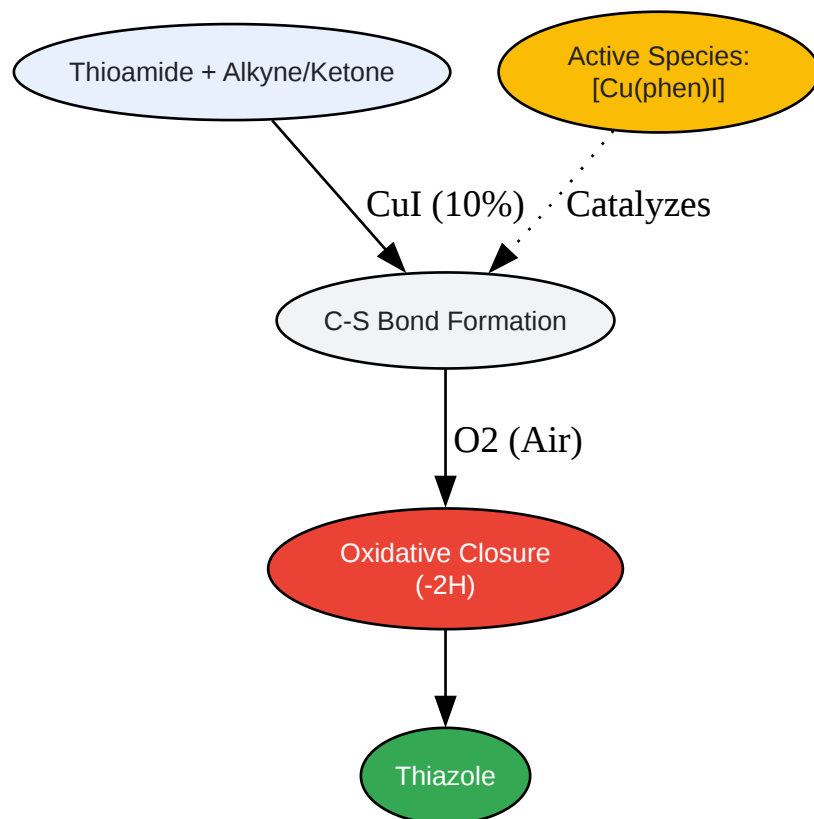 Thioamide + Alkyne/Ketone
Active Species:
[Cu(phen)I]
CuI (10%)
Catalyzes
C-S Bond Formation
O2 (Air)
Oxidative Closure
(-2H)
Thiazole